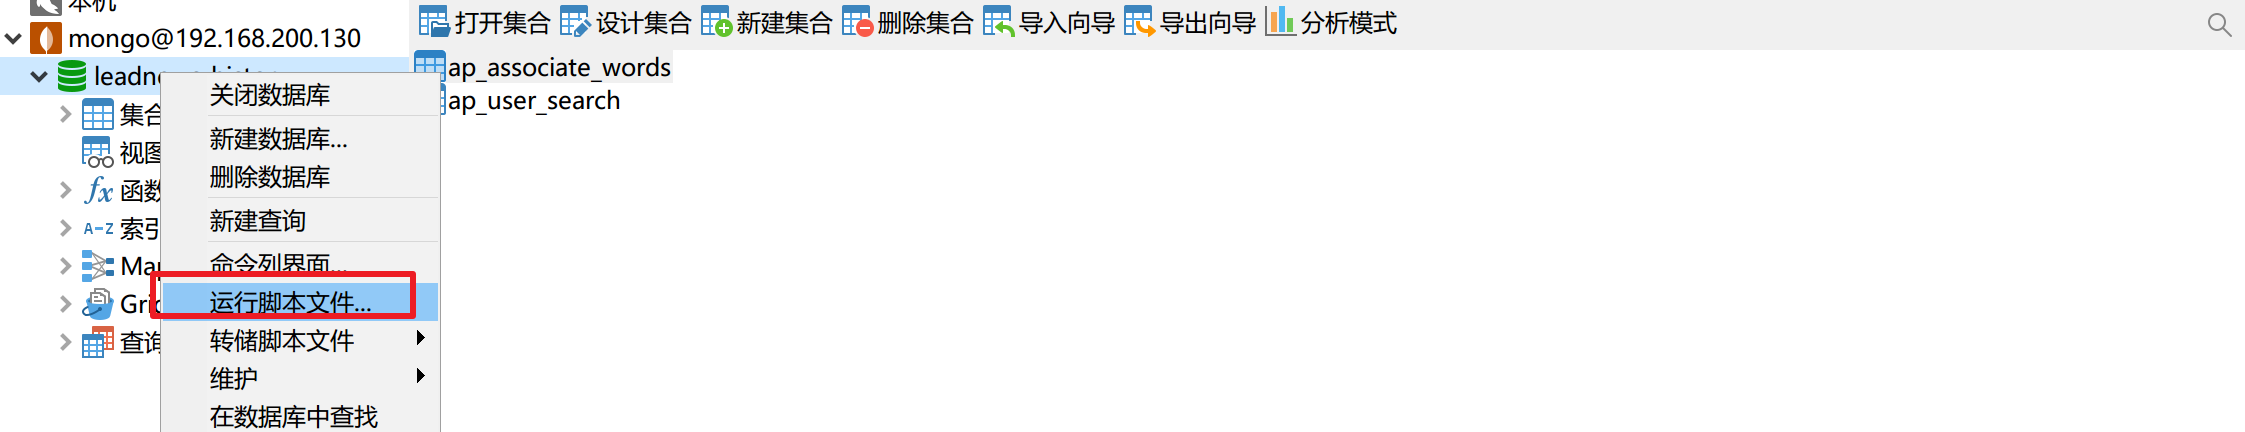 本机
打开集合 设计集合 新建集合 删除集合 导入向导 导出向导 分析模式
mongo@192.168.200.130
ap_associate_words
ap_user_search
关闭数据库
集合
新建数据库...
视图
删除数据库
函数
新建查询
索引
命令列界面...
Map
运行脚本文件...
Grid
转储脚本文件
查询
维护
在数据库中查找